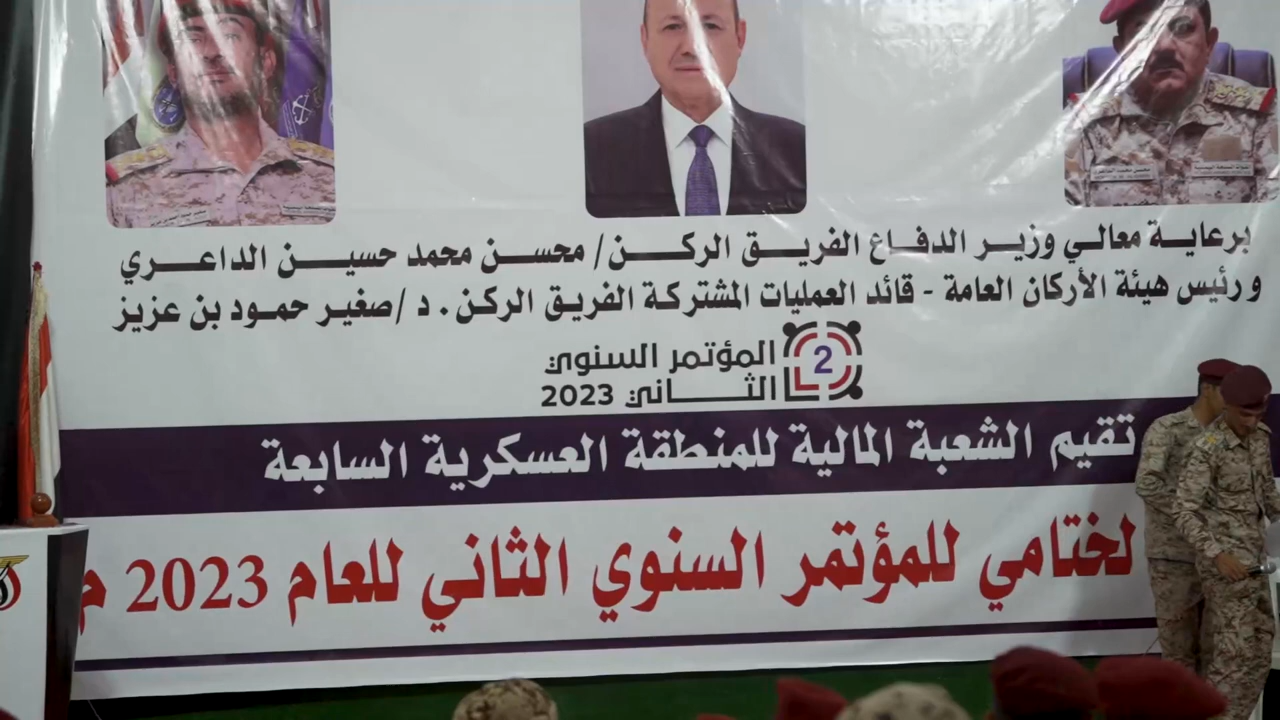 برعاية معالي وزير الدفاع الفريق الركن/ محسن محمد حسين الداعري
ورئيس هيئة الأركان العامة - قائد العمليات المشتركة الفريق الركن . د /صغير حمود بن عزيز
المؤتمر السنوي
الثاني 2023
2
تقيم الشعبة المالية للمنطقة العسكرية السابعة
لختامي للمؤتمر السنوي الثاني للعام 2023 م